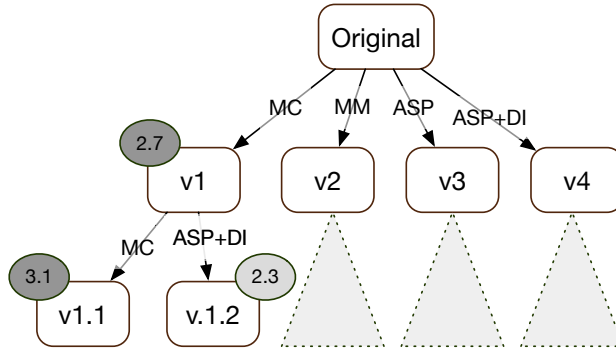 Original
MC
MM
ASP
ASP+DI
2.7
v1
v2
v3
v4
MC
ASP+DI
3.1
2.3
v1.1
v.1.2